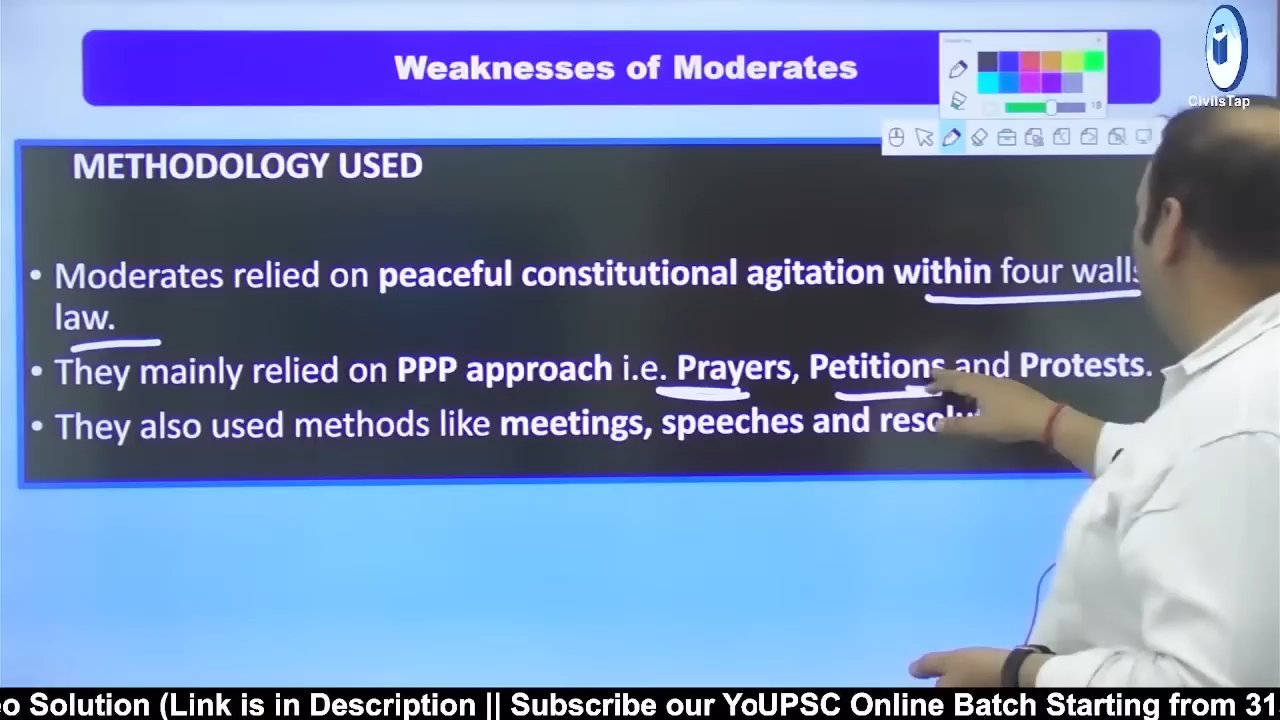 Weaknesses of Moderates
18
CivilsTap
METHODOLOGY USED
• Moderates relied on peaceful constitutional agitation within four walls
law.
• They mainly relied on PPP approach i.e. Prayers, Petitions and Protests.
• They also used methods like meetings, speeches and
eo Solution (Link is in Description || Subscribe our YoUPSC Online Batch Starting from 31